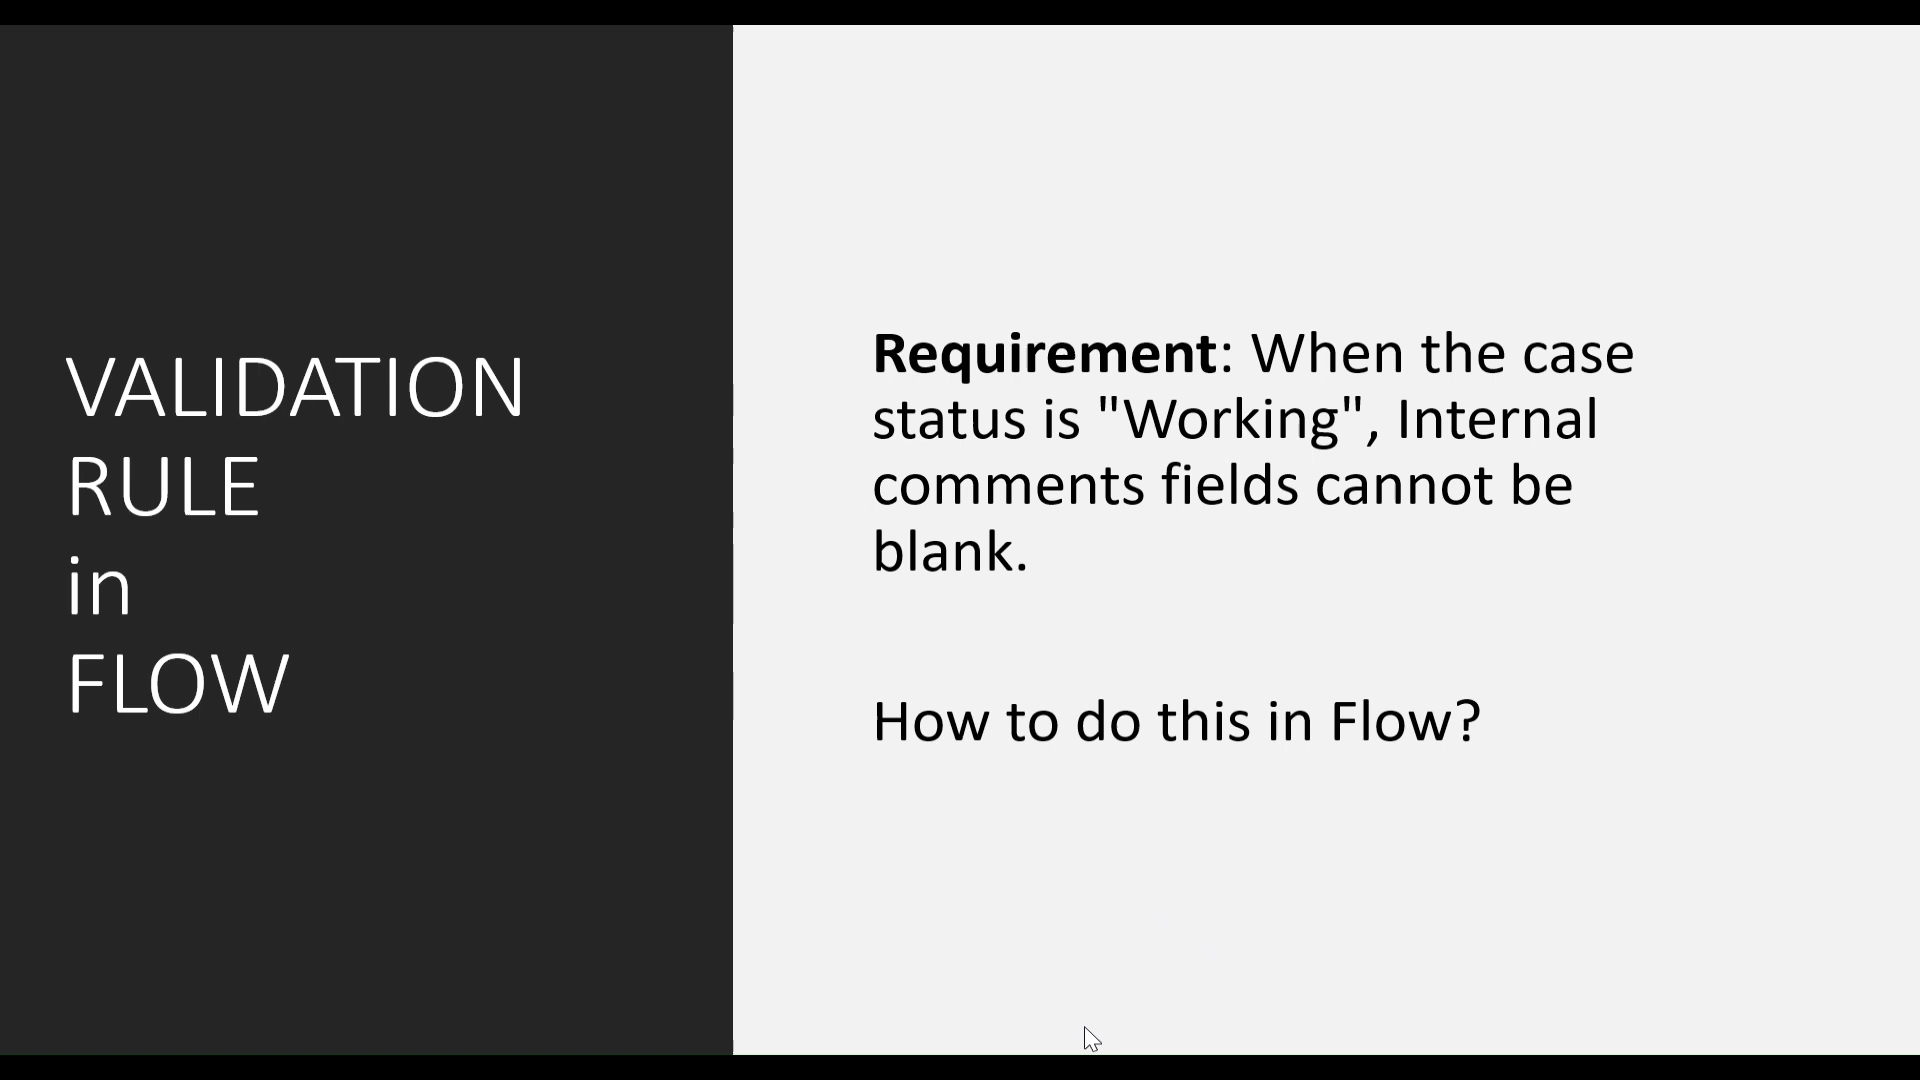 VALIDATION
RULE
in
FLOW
Requirement: When the case
status is "Working", Internal
comments fields cannot be
blank.
How to do this in Flow?